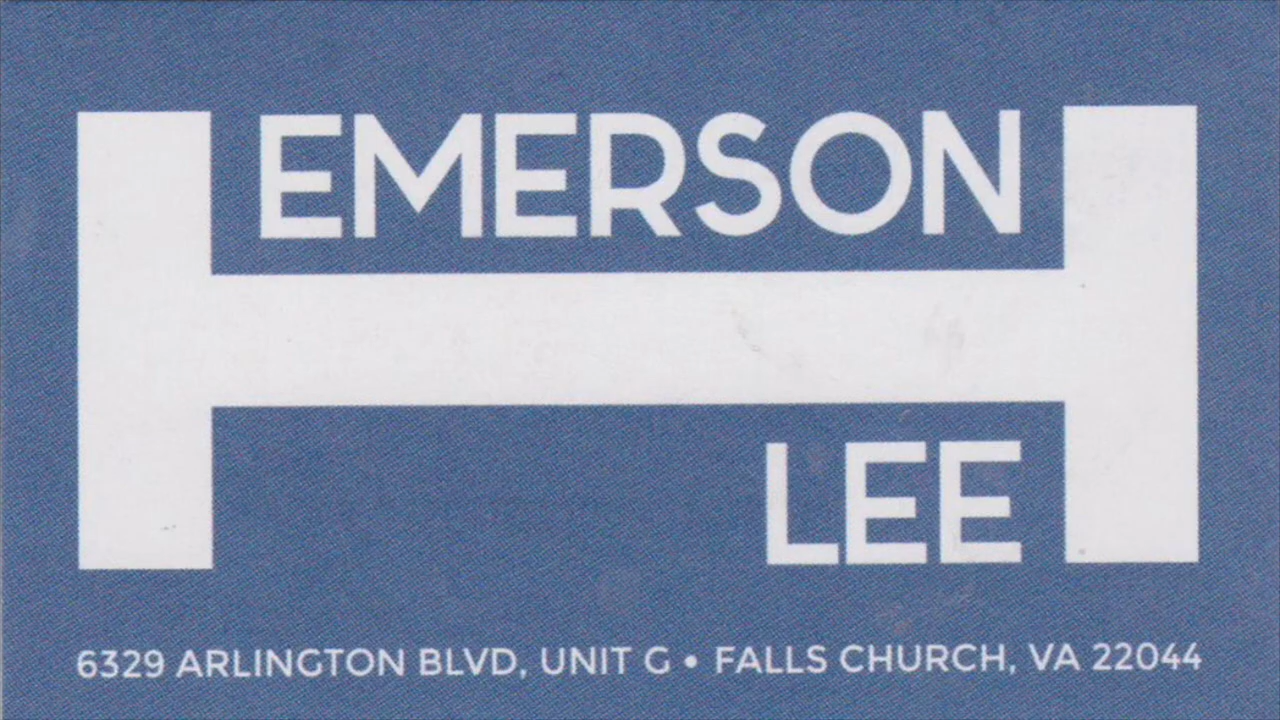 EMERSON
LEE
6329 ARLINGTON BLVD, UNIT G • FALLS CHURCH, VA 22044